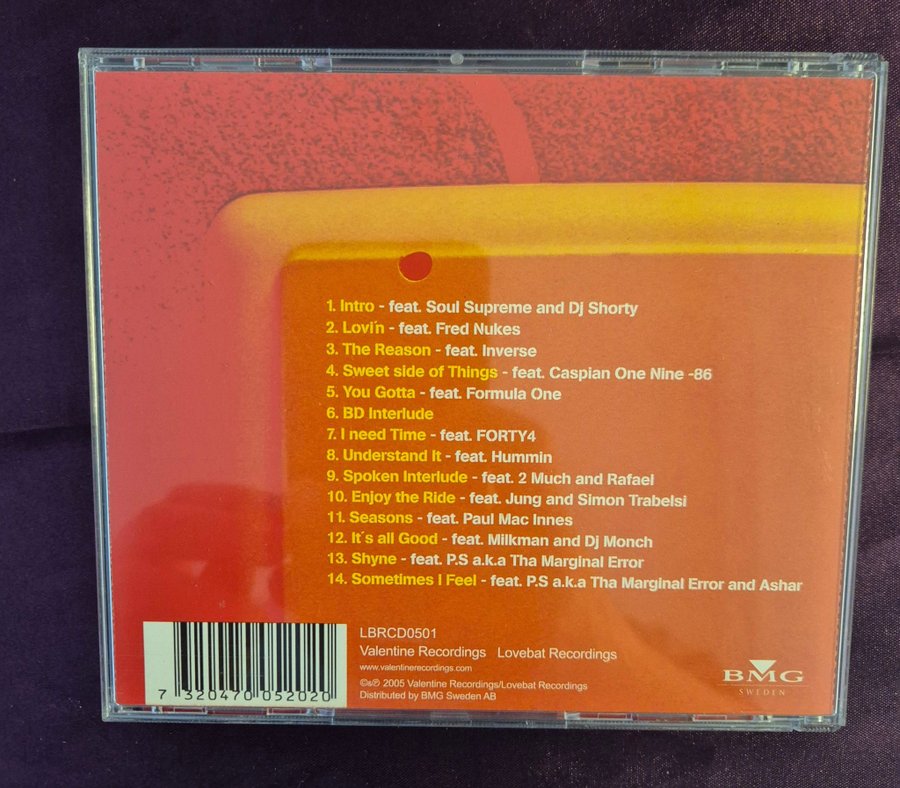 1. Intro - feat. Soul Supreme and Dj Shorty
2. Lovi´n - feat. Fred Nukes
3. The Reason - feat. Inverse
4. Sweet side of Things - feat. Caspian One Nine -86
5. You Gotta - feat. Formula One
6. BD Interlude
7. I need Time - feat. FORTY4
8. Understand It - feat. Hummin
9. Spoken Interlude - feat. 2 Much and Rafael
10. Enjoy the Ride - feat. Jung and Simon Trabelsi
11. Seasons - feat. Paul Mac Innes
12. It´s all Good - feat. Milkman and Dj Monch
13. Shyne - feat. P.S a.k.a Tha Marginal Error
14. Sometimes I Feel - feat. P.S a.k.a Tha Marginal Error and Ashar
LBRCD0501
Valentine Recordings Lovebat Recordings
www.valentinerecordings.com
©&℗ 2005 Valentine Recordings/Lovebat Recordings
Distributed by BMG Sweden AB
7 320470 052020
BMG
SWEDEN